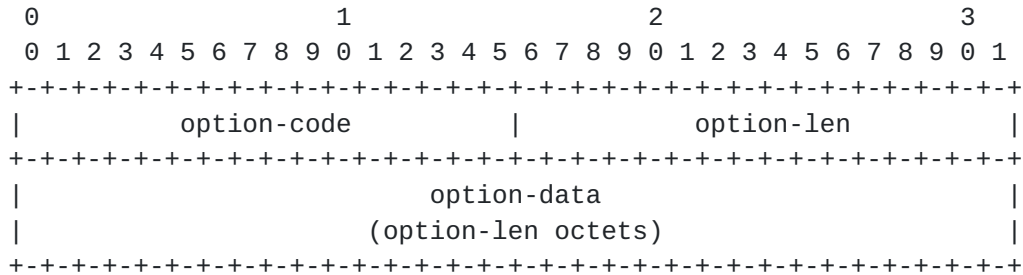 0                   1                   2                   3
 0 1 2 3 4 5 6 7 8 9 0 1 2 3 4 5 6 7 8 9 0 1 2 3 4 5 6 7 8 9 0 1
+-+-+-+-+-+-+-+-+-+-+-+-+-+-+-+-+-+-+-+-+-+-+-+-+-+-+-+-+-+-+-+-+
|          option-code          |           option-len          |
+-+-+-+-+-+-+-+-+-+-+-+-+-+-+-+-+-+-+-+-+-+-+-+-+-+-+-+-+-+-+-+-+
|                          option-data                          |
|                      (option-len octets)                      |
+-+-+-+-+-+-+-+-+-+-+-+-+-+-+-+-+-+-+-+-+-+-+-+-+-+-+-+-+-+-+-+-+